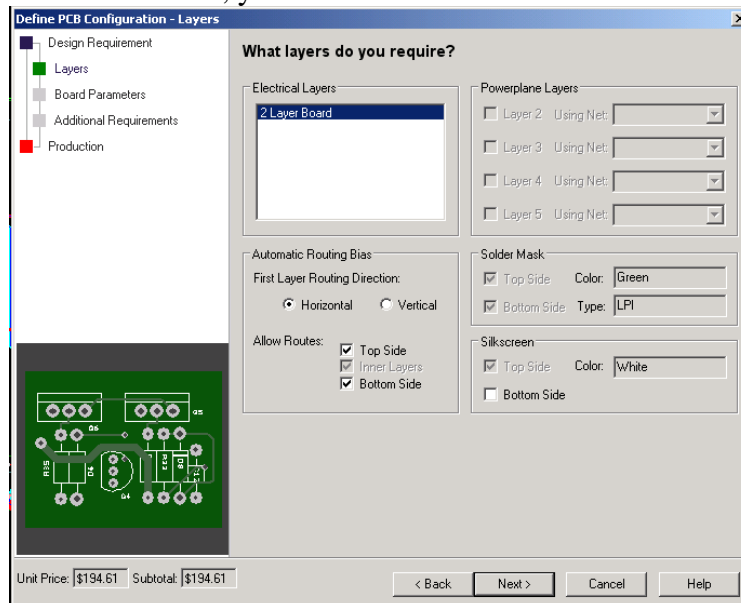 Define PCB Configuration - Layers
Design Requirement
Layers
Board Parameters
Additional Requirements
Production
What layers do you require?
Electrical Layers
2 Layer Board
Powerplane Layers
Layer 2 Using Net:
Layer 3 Using Net:
Layer 4 Using Net:
Layer 5 Using Net:
Automatic Routing Bias
First Layer Routing Direction:
Horizontal Vertical
Allow Routes:
Top Side
Inner Layers
Bottom Side
Solder Mask
Top Side Color: Green
Bottom Side Type: LPI
Silkscreen
Top Side Color: White
Bottom Side
Unit Price: $194.61 Subtotal: $194.61
< Back Next > Cancel Help